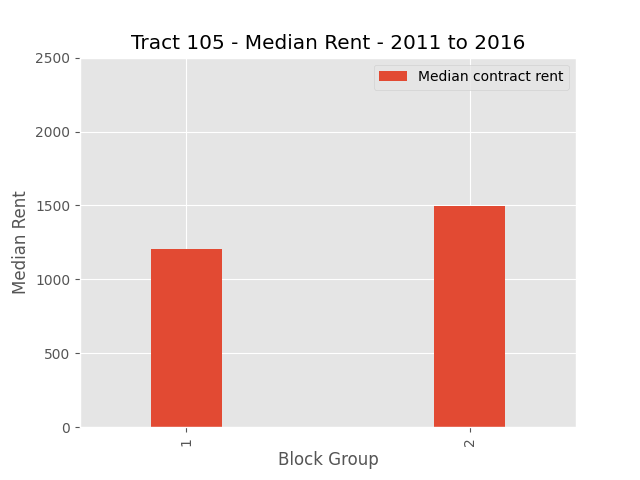 Tract 105 - Median Rent - 2011 to 2016
Median contract rent
2500
2000
1500
1000
500
0
Median Rent
1
2
Block Group